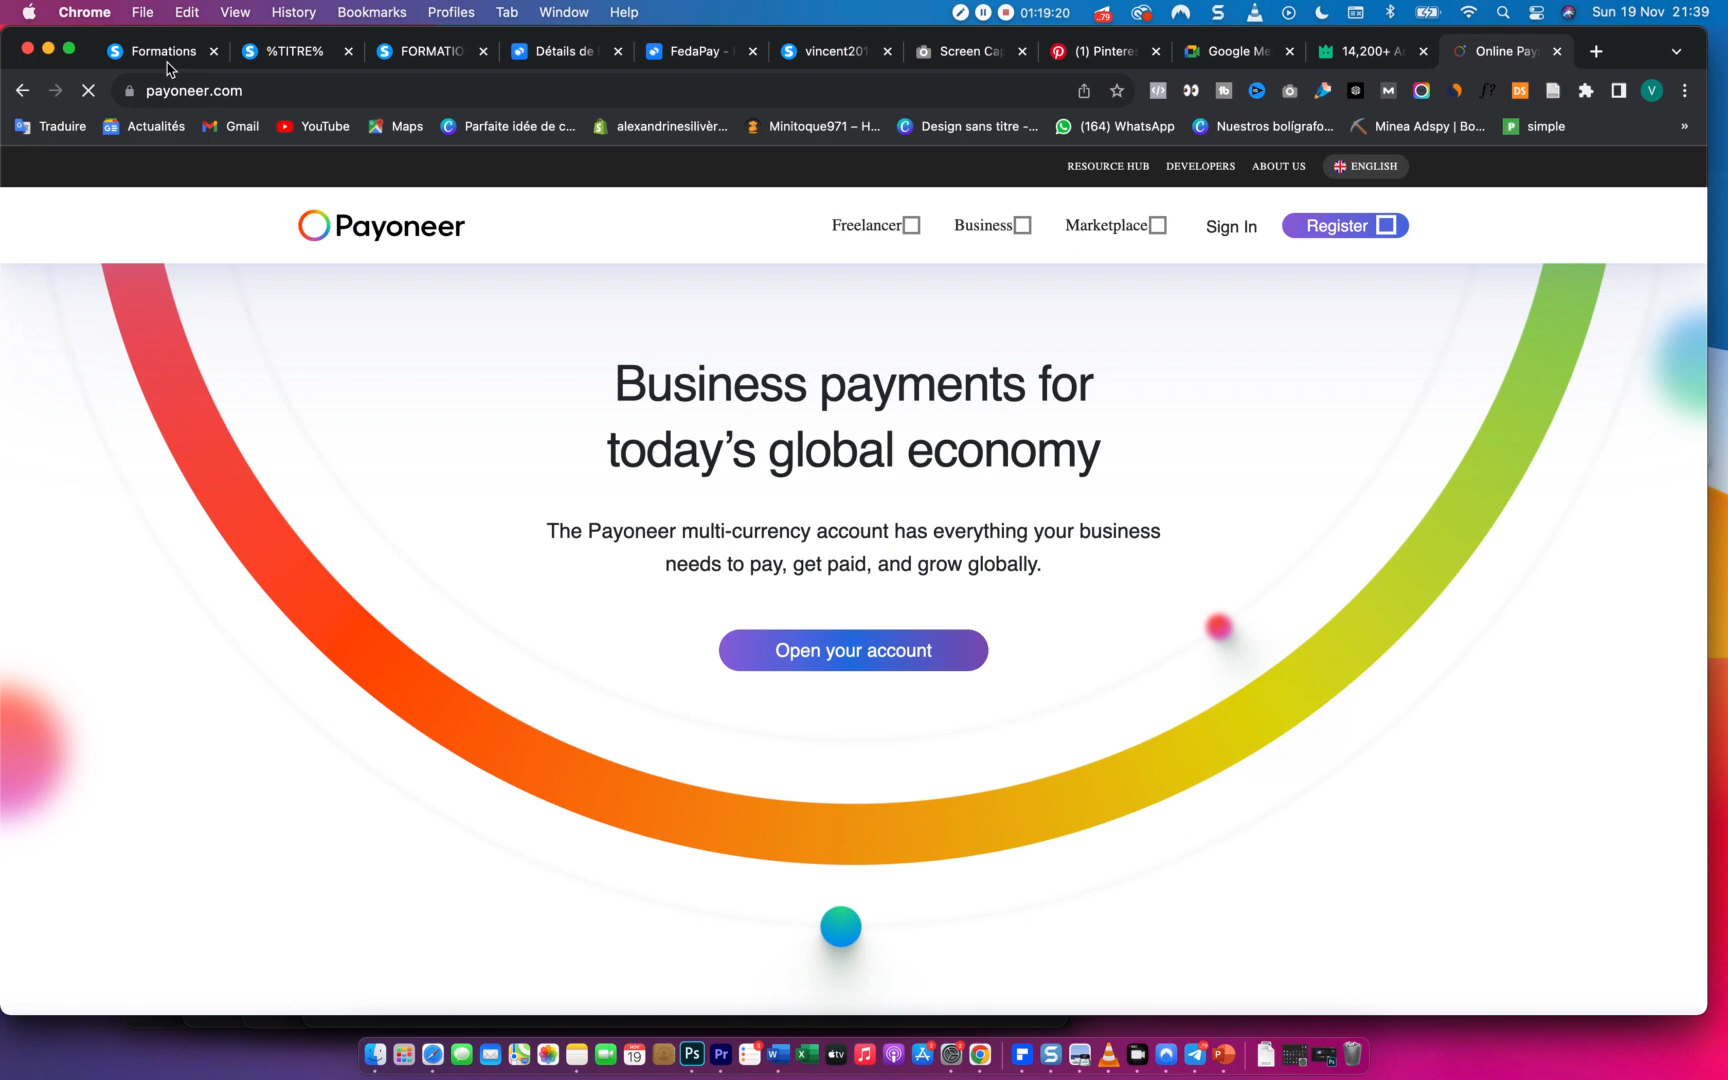 Chrome File Edit View History Bookmarks Profiles Tab Window Help
.79
01:19:20
Sun 19 Nov 21:39
Formations
%TITRE%
FORMATIO
Détails de
FedaPay -
vincent201
Screen Cap
(1) Pinteres
Google Me
14,200+ A
Online Pay
payoneer.com
Traduire
Actualités
Gmail
YouTube
Maps
Parfaite idée de c...
alexandrinesilivèr...
Minitoque971 – H...
Design sans titre -...
(164) WhatsApp
Nuestros bolígrafo...
Minea Adspy | Bo...
simple
»
RESOURCE HUB DEVELOPERS ABOUT US ENGLISH
Payoneer
Freelancer Business Marketplace Sign In Register
Business payments for
today’s global economy
The Payoneer multi-currency account has everything your business
needs to pay, get paid, and grow globally.
Open your account